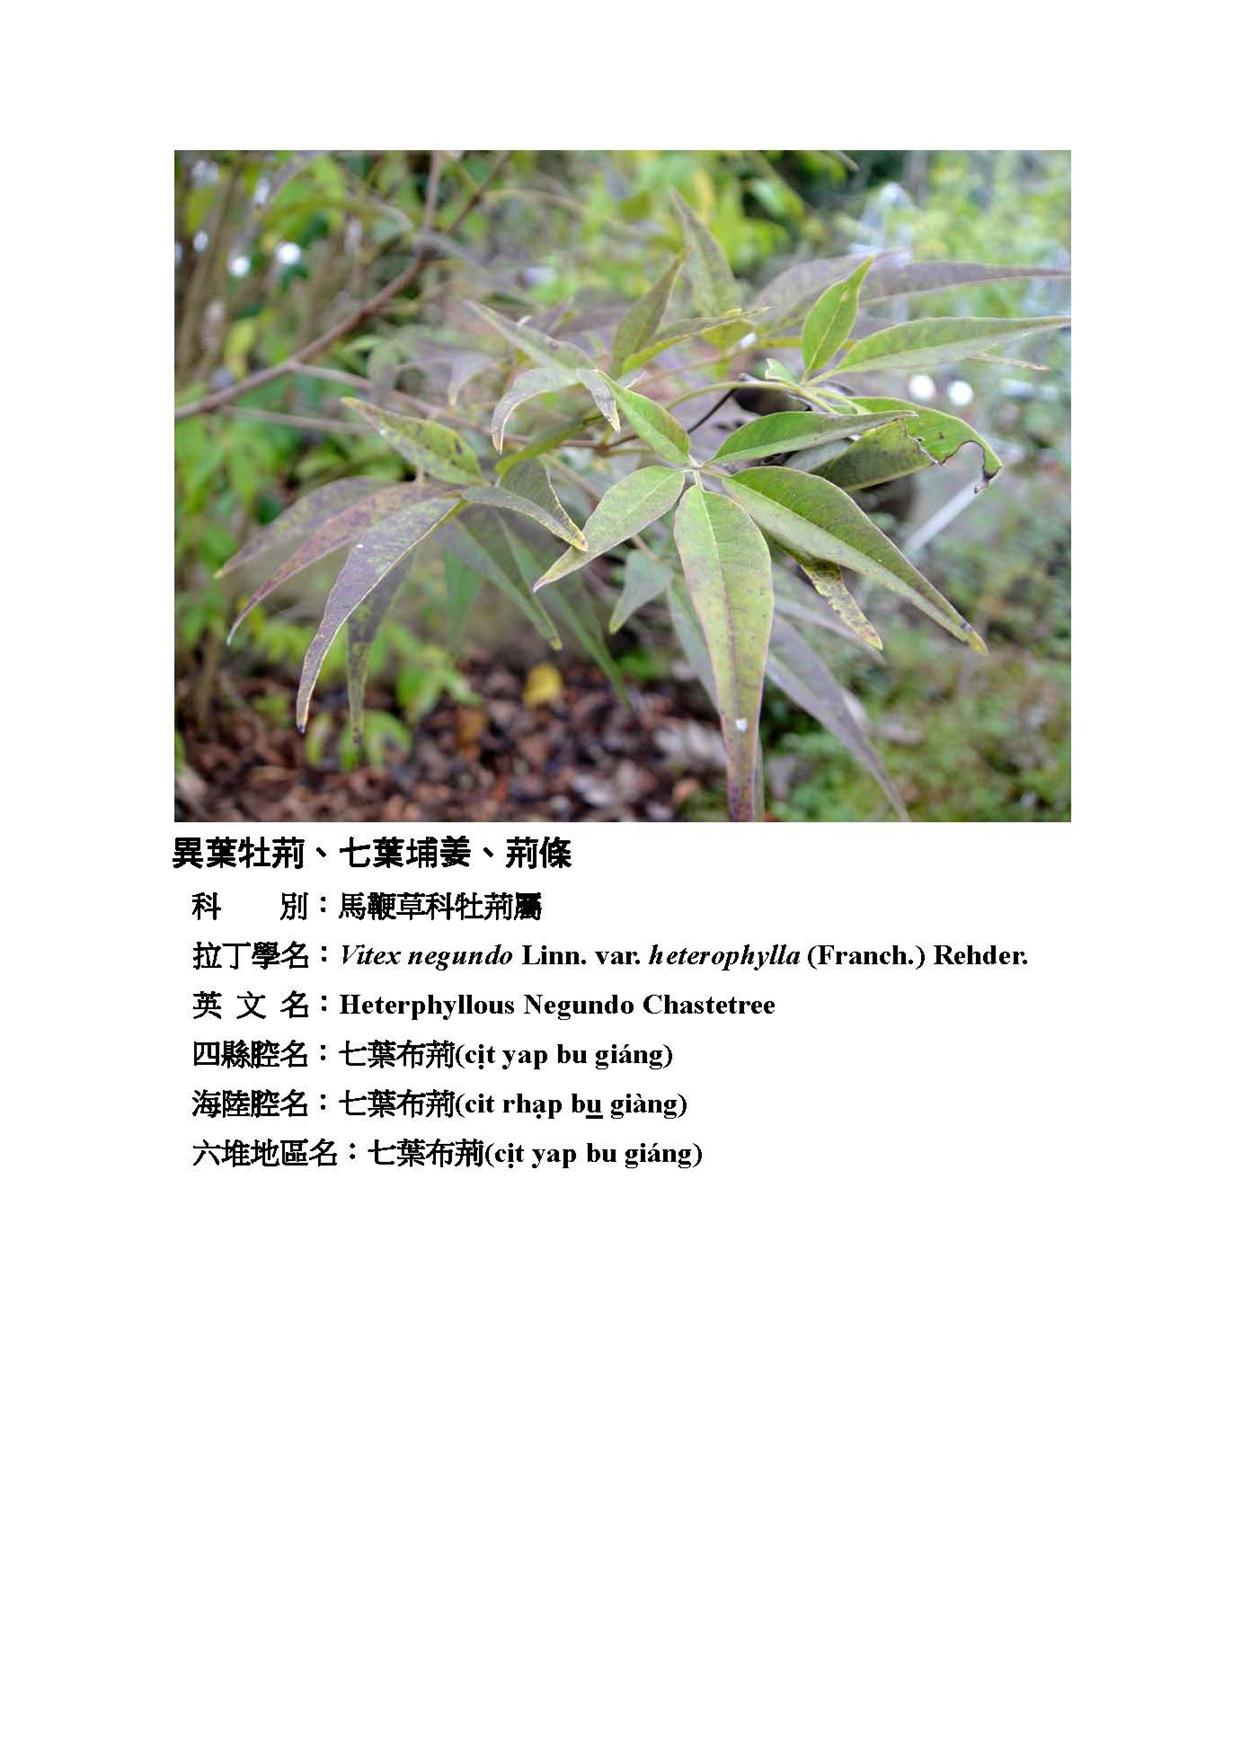 異葉牡荊、七葉埔姜、荊條
科　　別：馬鞭草科牡荊屬
拉丁學名：Vitex negundo Linn. var. heterophylla (Franch.) Rehder.
英 文 名：Heterphyllous Negundo Chastetree
四縣腔名：七葉布荊(cịt yap bu giáng)
海陸腔名：七葉布荊(cit rhạp bu̲ giàng)
六堆地區名：七葉布荊(cịt yap bu giáng)